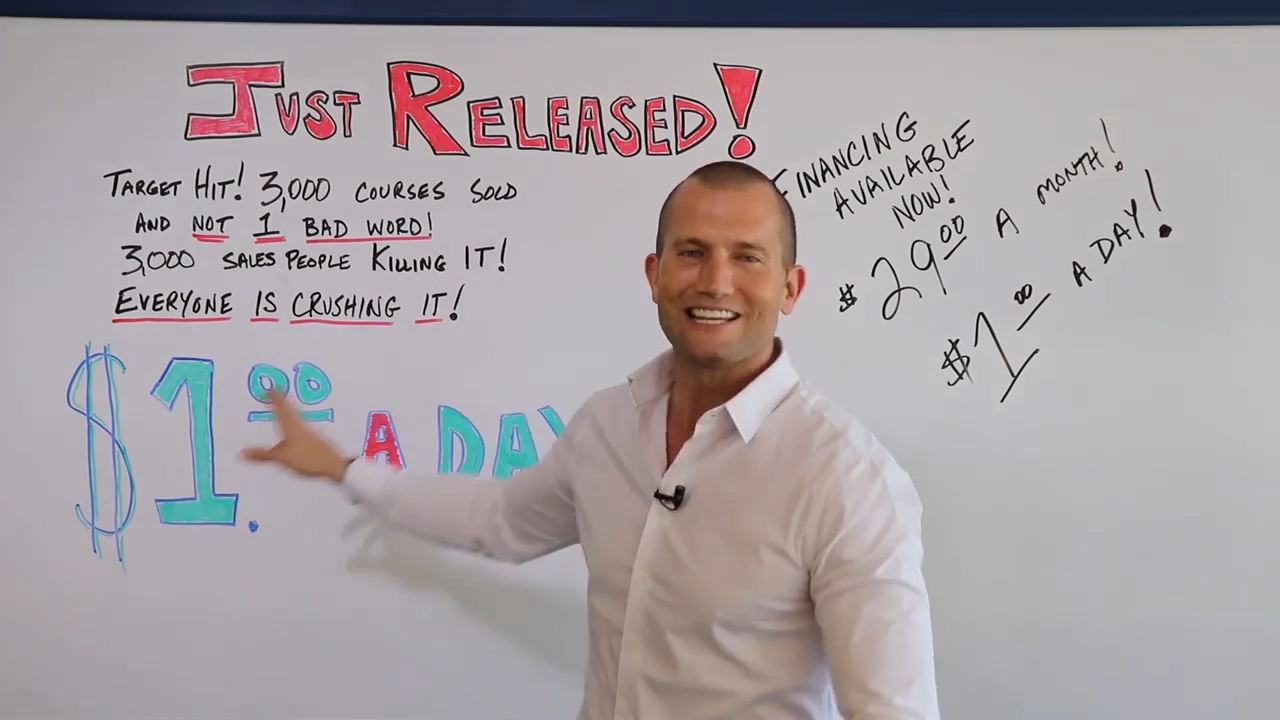 JUST RELEASED!
TARGET HIT! 3,000 COURSES SOLD
AND NOT 1 BAD WORD!
3,000 SALES PEOPLE KILLING IT!
EVERYONE IS CRUSHING IT!
$1.00 A DAY
FINANCING
AVAILABLE
NOW!
$29.00 A MONTH!
$1.00 A DAY!